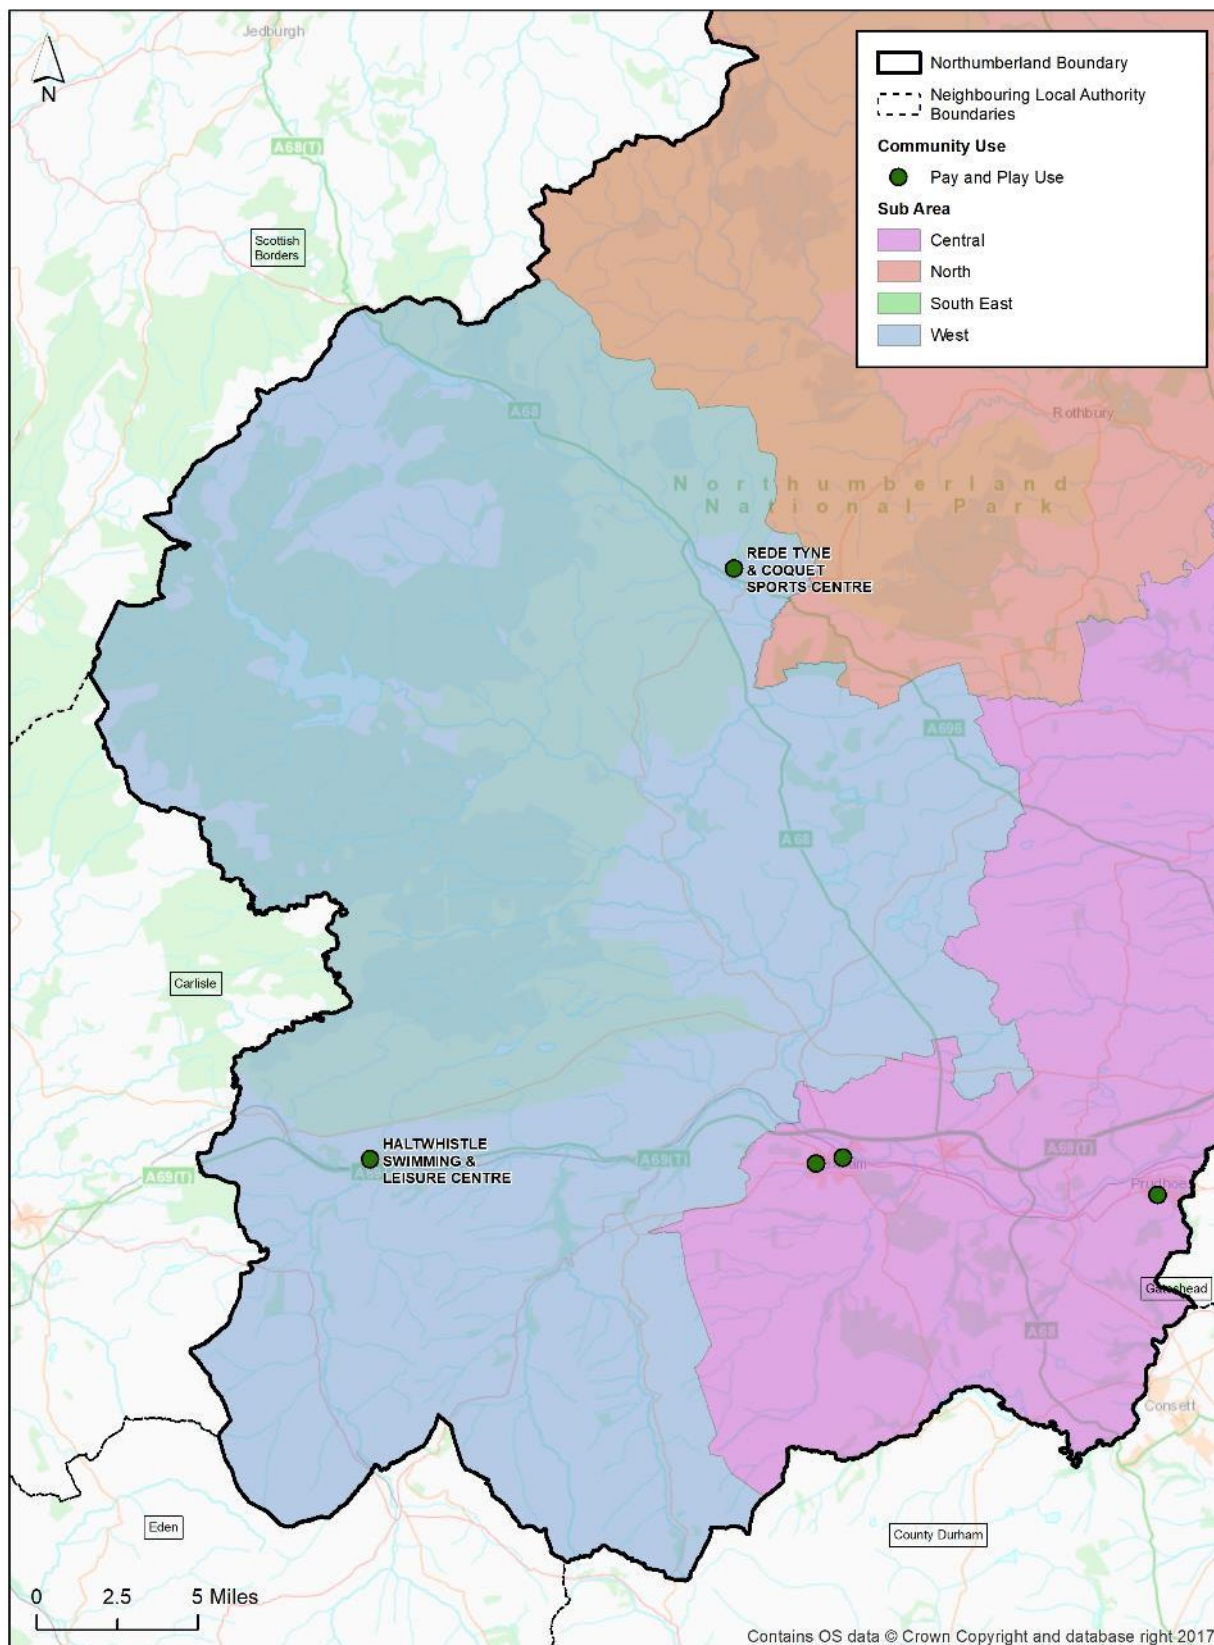 Jedburgh
N
A68(T)
Scottish
Borders
Northumberland Boundary
Neighbouring Local Authority
Boundaries
Community Use
Pay and Play Use
Sub Area
Central
North
South East
West
A68
Rothbury
Northumberland
National Park
REDE TYNE
& COQUET
SPORTS CENTRE
A696
A68
Carlisle
HALTWHISTLE
SWIMMING &
LEISURE CENTRE
A69(T)
A69(T)
A69(T)
Prudhoe
Gateshead
A68
Consett
Eden
County Durham
0 2.5 5 Miles
Contains OS data © Crown Copyright and database right 2017